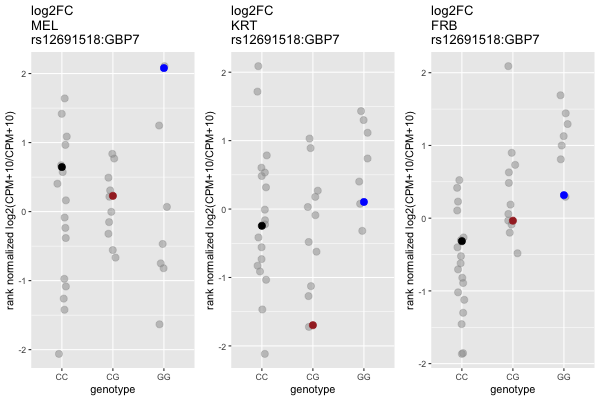 log2FC
MEL
rs12691518:GBP7
rank normalized log2(CPM+10/CPM+10)
2
1
0
-1
-2
CC
CG
GG
genotype
log2FC
KRT
rs12691518:GBP7
rank normalized log2(CPM+10/CPM+10)
2
1
0
-1
-2
CC
CG
GG
genotype
log2FC
FRB
rs12691518:GBP7
rank normalized log2(CPM+10/CPM+10)
2
1
0
-1
-2
CC
CG
GG
genotype